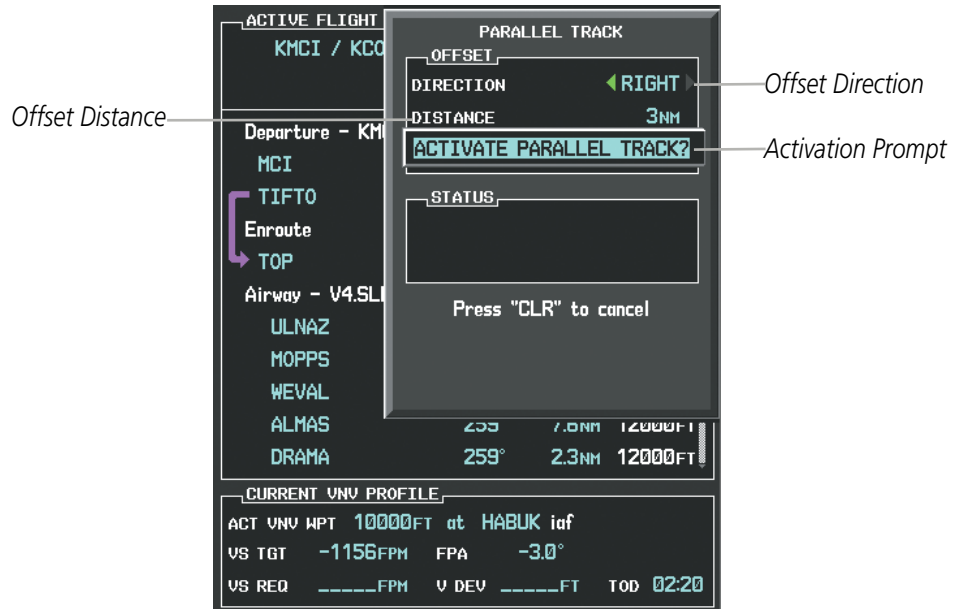 ACTIVE FLIGHT
KMCI / KCO
PARALLEL TRACK
OFFSET
DIRECTION RIGHT
Offset Direction
Offset Distance
DISTANCE 3NM
ACTIVATE PARALLEL TRACK?
Activation Prompt
Departure - KM
MCI
TIFTO
STATUS
Enroute
TOP
Airway - V4.SL
Press "CLR" to cancel
ULNAZ
MOPPS
WEVAL
ALMAS 259 7.6NM 12000FT
DRAMA 259° 2.3NM 12000FT
CURRENT VNV PROFILE
ACT VNV WPT 10000FT at HABUK iaf
VS TGT -1156FPM FPA -3.0°
VS REQ _____FPM V DEV _____FT TOD 02:20